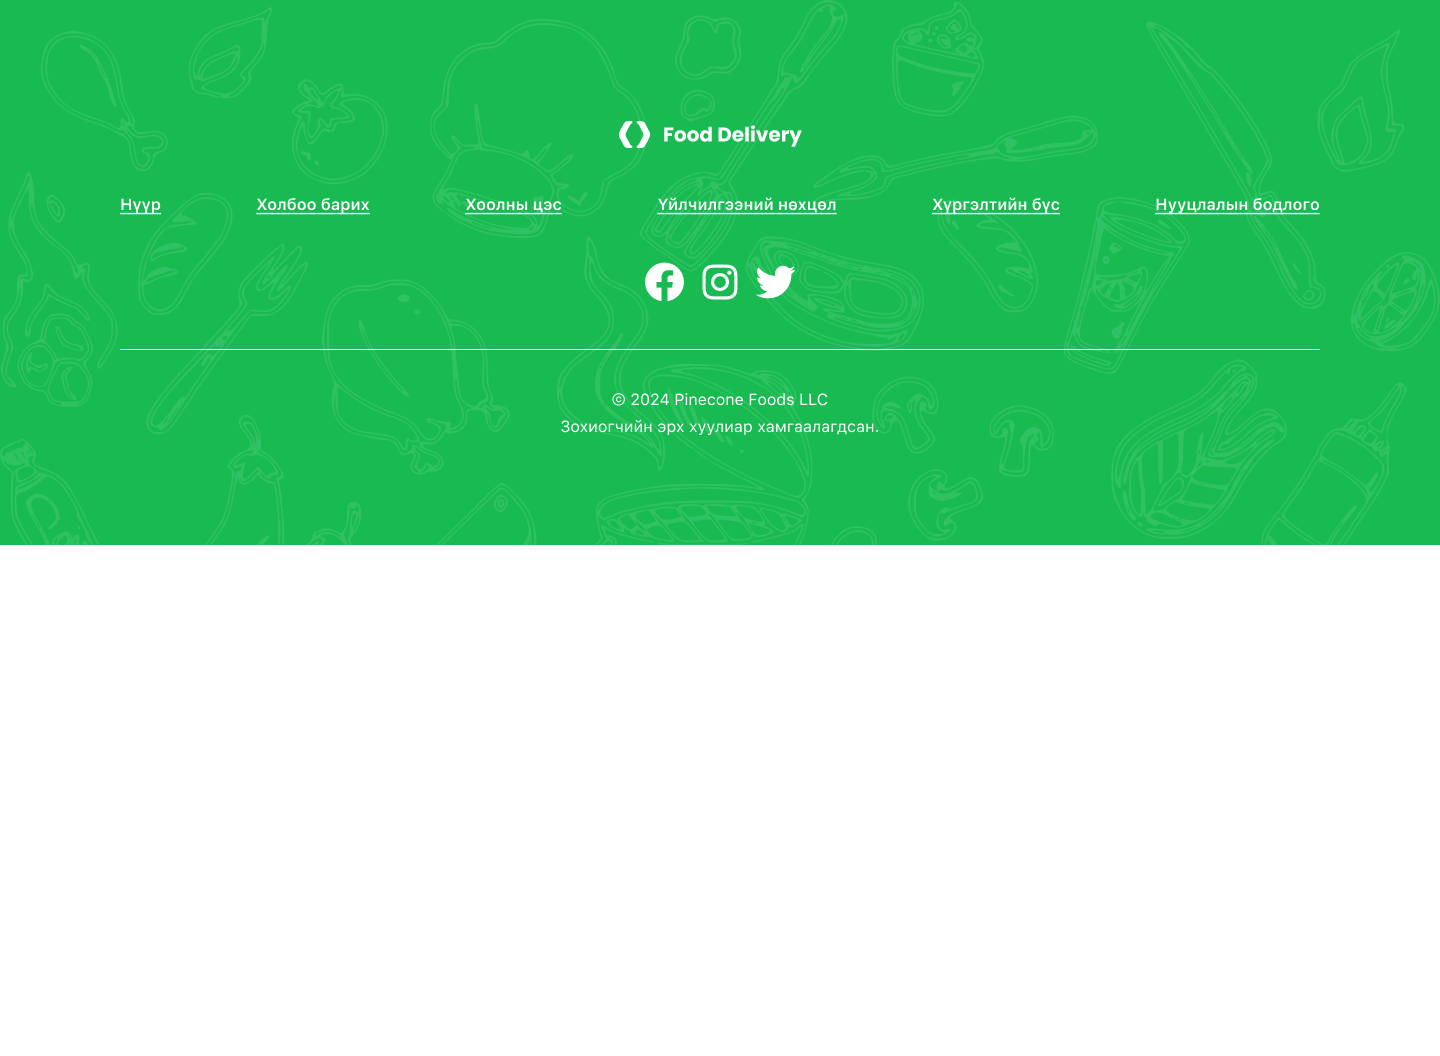 Food Delivery
Нүүр Холбоо барих Хоолны цэс Үйлчилгээний нөхцөл Хүргэлтийн бүс Нууцлалын бодлого
© 2024 Pinecone Foods LLC
Зохиогчийн эрх хуулиар хамгаалагдсан.